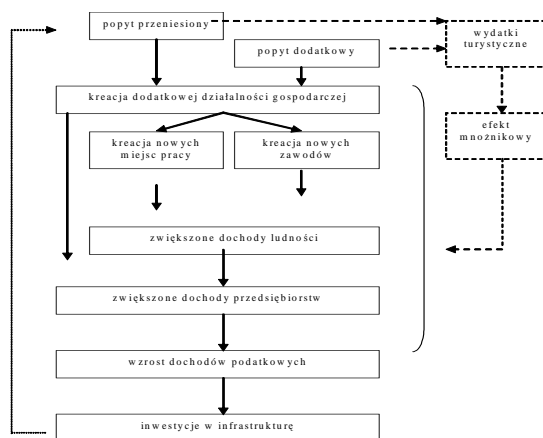 popyt przeniesiony
wydatki
turystyczne
popyt dodatkowy
kreacja dodatkowej działalności gospodarczej
efekt
mnożnikowy
kreacja nowych
miejsc pracy
kreacja nowych
zawodów
zwiększone dochody ludności
zwiększone dochody przedsiębiorstw
wzrost dochodów podatkowych
inwestycje w infrastrukturę